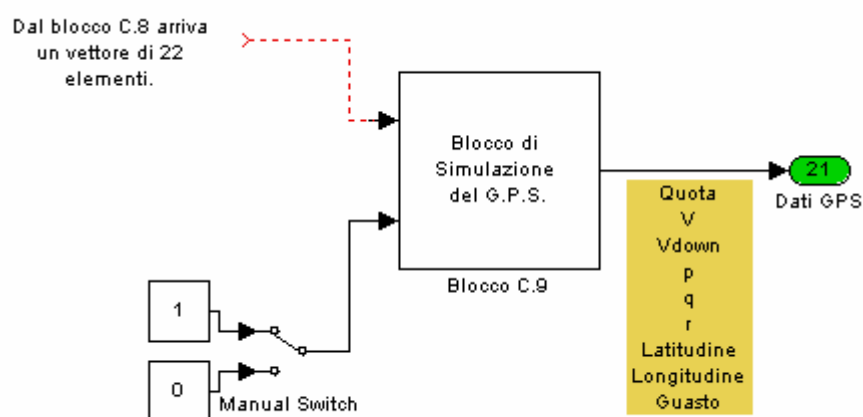 Dal blocco C.8 arriva
un vettore di 22
elementi.
Blocco di
Simulazione
del G.P.S.
Blocco C.9
21
Dati GPS
Quota
V
Vdown
p
q
r
Latitudine
Longitudine
Guasto
1
0
Manual Switch